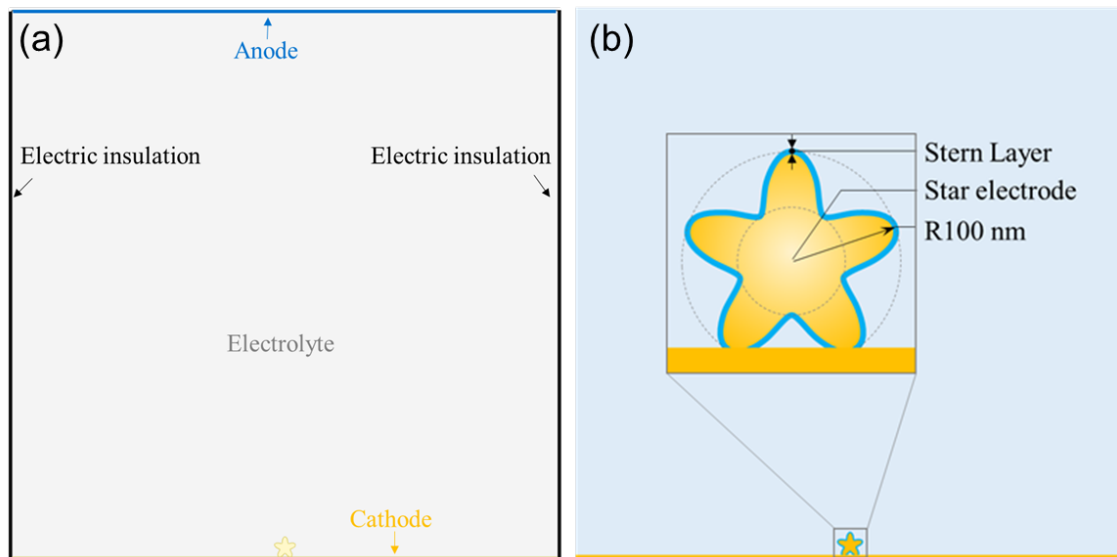 (a)
Anode
Electric insulation
Electric insulation
Electrolyte
Cathode
(b)
Stern Layer
Star electrode
R100 nm